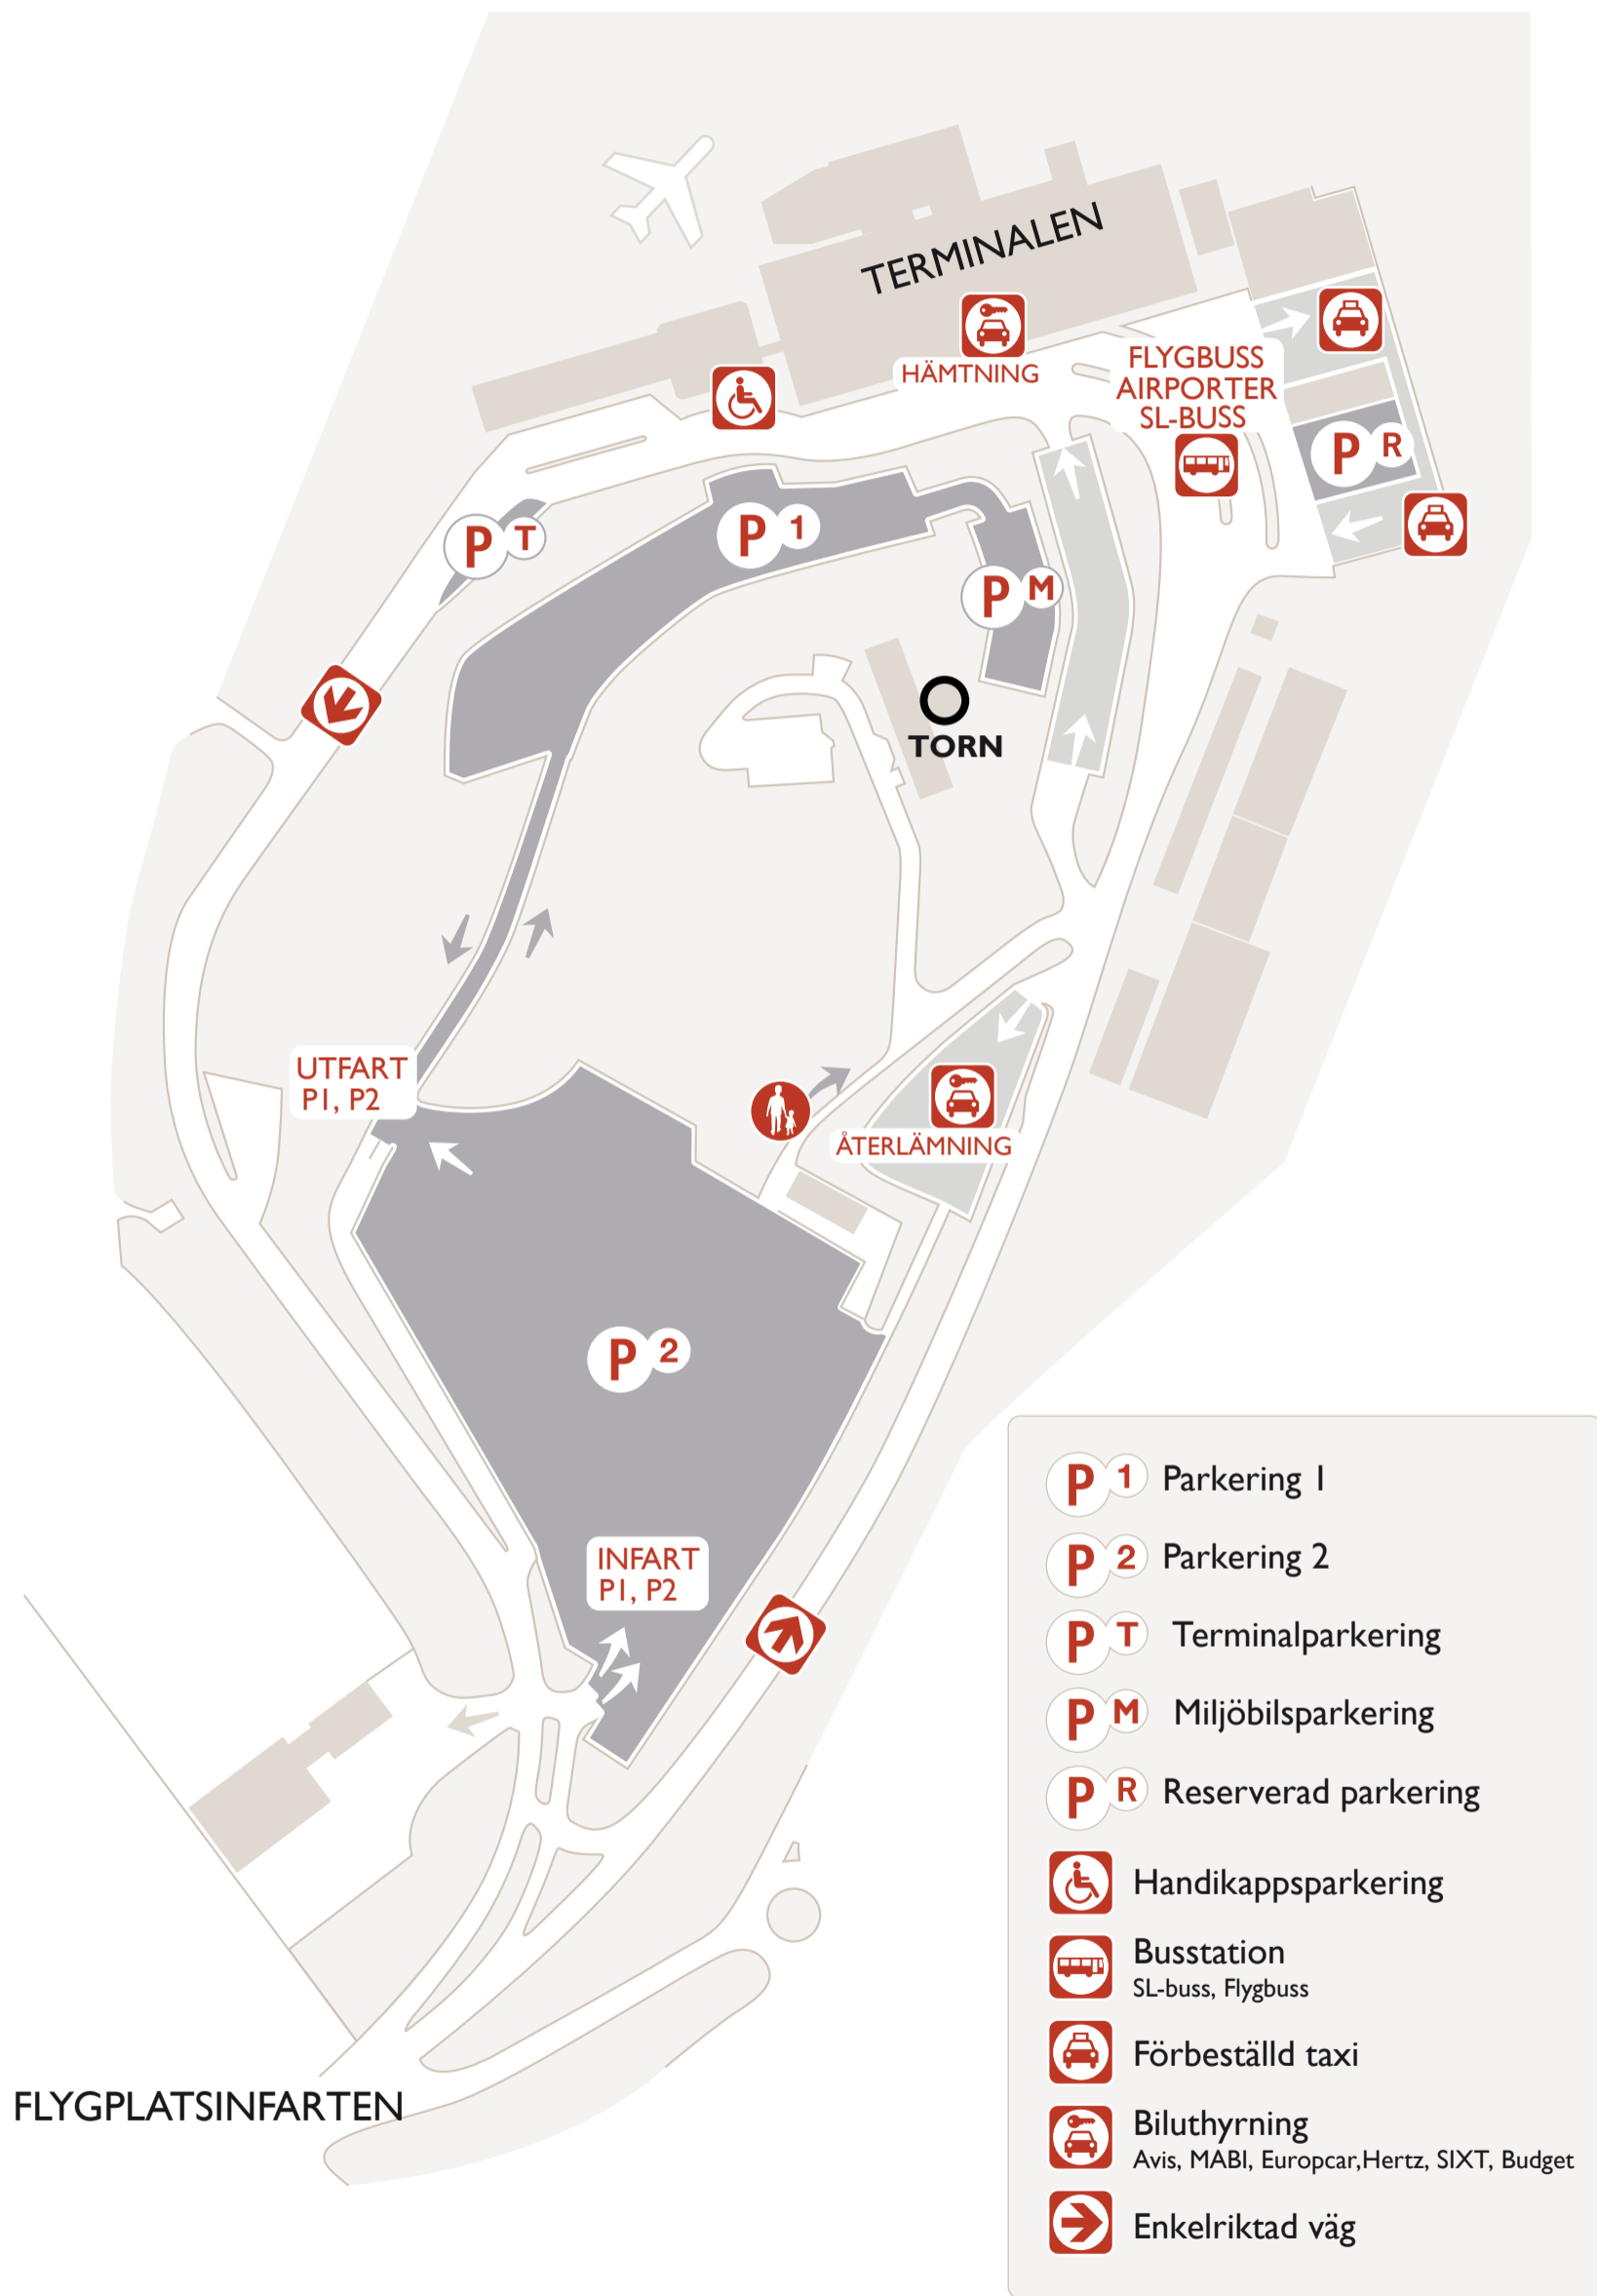 TERMINALEN
HÄMTNING
FLYGBUSS
AIRPORTER
SL-BUSS
P R
P T
P 1
P M
TORN
UTFART
P1, P2
ÅTERLÄMNING
P 2
INFART
P1, P2
FLYGPLATSINFARTEN
P 1 Parkering 1
P 2 Parkering 2
P T Terminalparkering
P M Miljöbilsparkering
P R Reserverad parkering
Handikappsparkering
Busstation
SL-buss, Flygbuss
Förbeställd taxi
Biluthyrning
Avis, MABI, Europcar,Hertz, SIXT, Budget
Enkelriktad väg